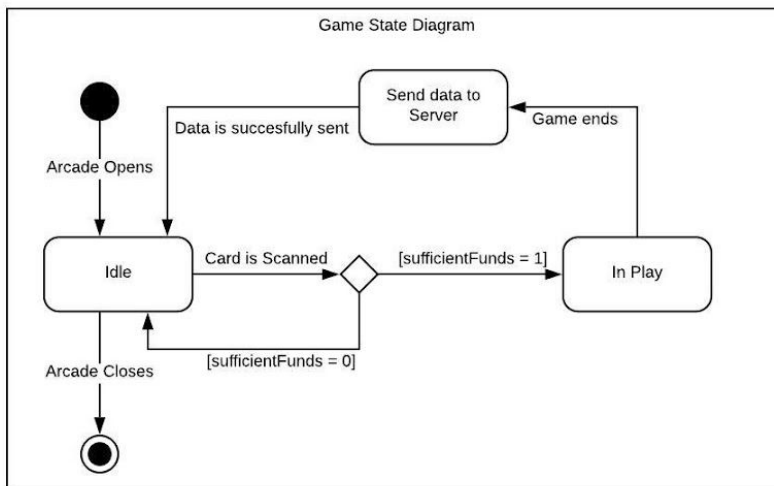 Game State Diagram
Send data to
Server
Data is succesfully sent
Game ends
Arcade Opens
Idle
Card is Scanned
[sufficientFunds = 1]
In Play
[sufficientFunds = 0]
Arcade Closes